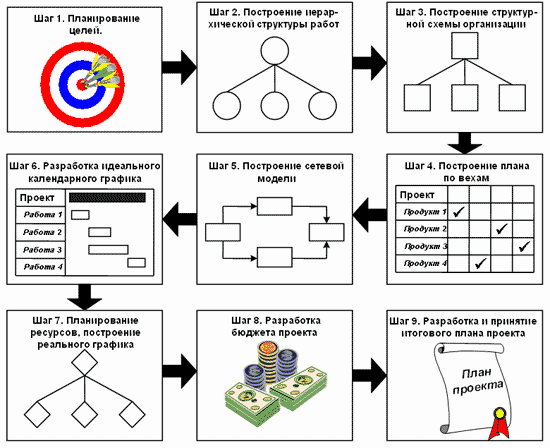 Шаг 1. Планирование
целей.
Шаг 2. Построение иерар-
хической структуры работ
Шаг 3. Построение структур-
ной схемы организации
Шаг 4. Построение плана
по вехам
Проект
Продукт 1
Продукт 2
Продукт 3
Продукт 4
Шаг 5. Построение сетевой
модели
Шаг 6. Разработка идеального
календарного графика
Проект
Работа 1
Работа 2
Работа 3
Работа 4
Шаг 7. Планирование
ресурсов, построение
реального графика
Шаг 8. Разработка
бюджета проекта
Шаг 9. Разработка и принятие
итогового плана проекта
План
проекта